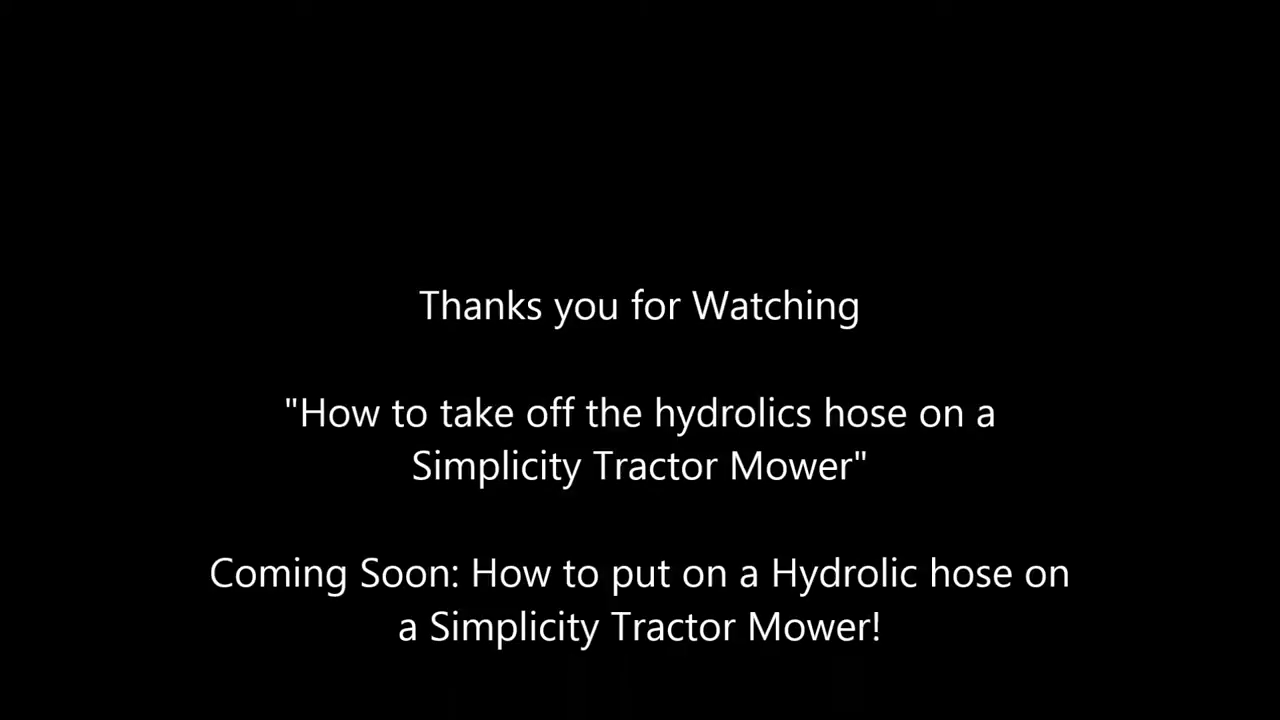 Thanks you for Watching
"How to take off the hydrolics hose on a
Simplicity Tractor Mower"
Coming Soon: How to put on a Hydrolic hose on
a Simplicity Tractor Mower!